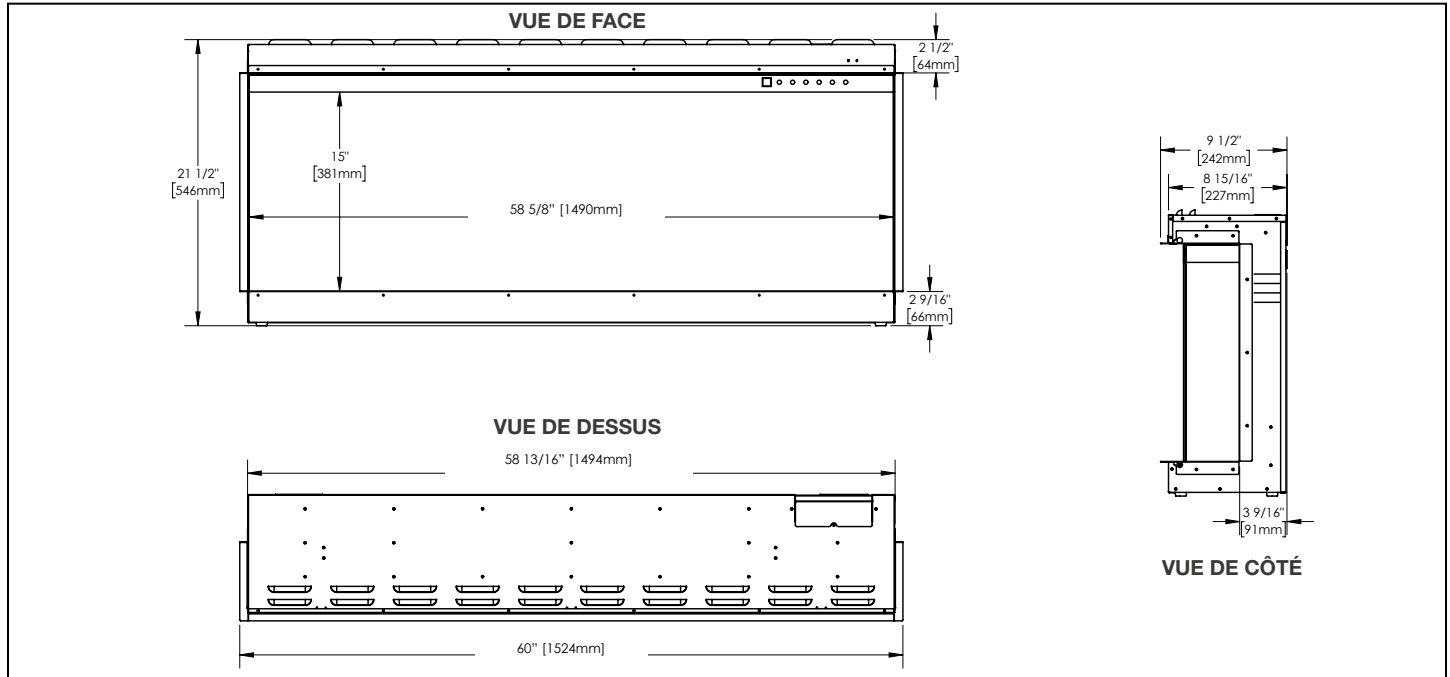 VUE DE FACE
2 1/2"
[64mm]
21 1/2"
[546mm]
15"
[381mm]
58 5/8” [1490mm]
2 9/16"
[66mm]
9 1/2"
[242mm]
8 15/16"
[227mm]
3 9/16"
[91mm]
VUE DE CÔTÉ
VUE DE DESSUS
58 13/16” [1494mm]
60” [1524mm]